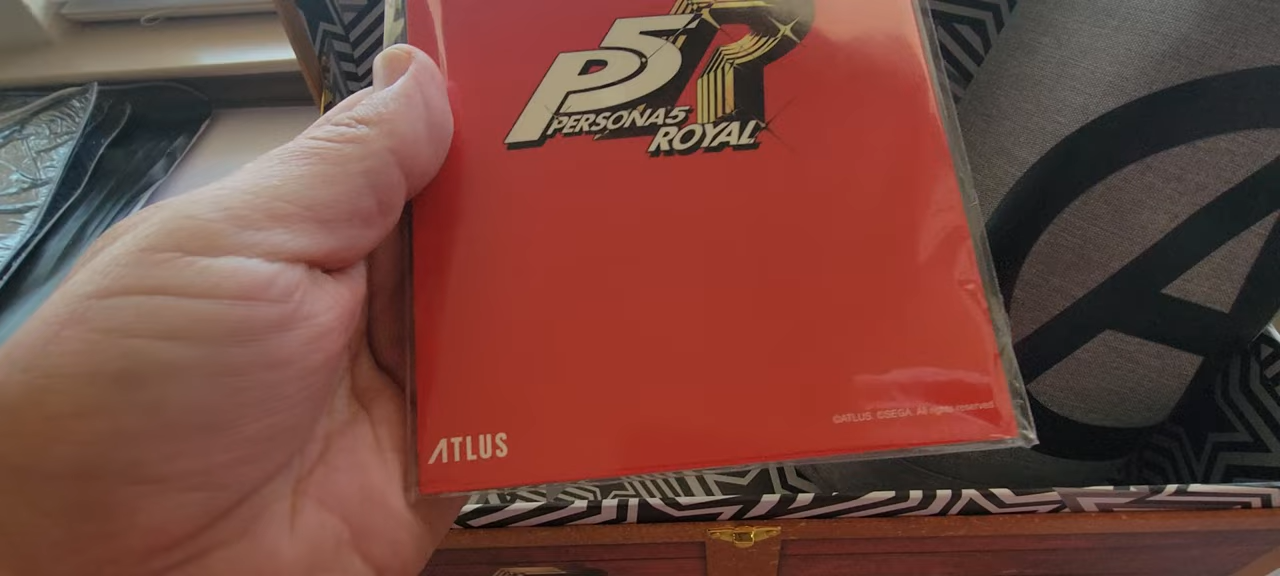 P5R
PERSONA5
ROYAL
©ATLUS. ©SEGA. All rights reserved
ATLUS